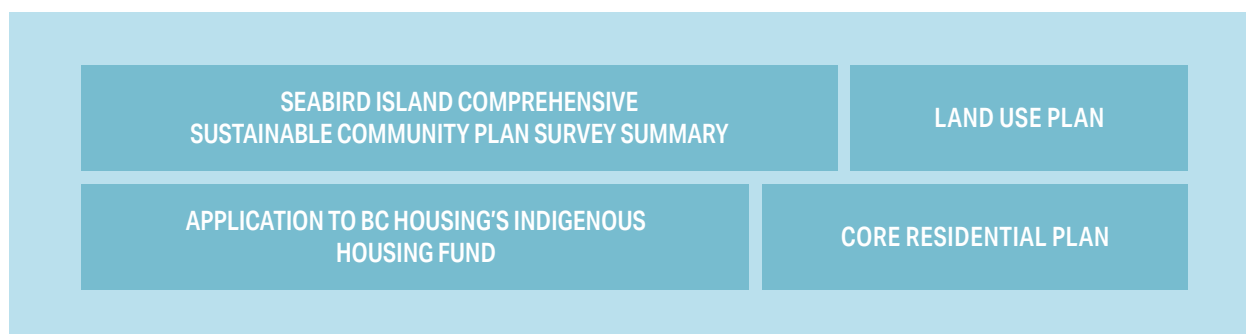 SEABIRD ISLAND COMPREHENSIVE
SUSTAINABLE COMMUNITY PLAN SURVEY SUMMARY
LAND USE PLAN
APPLICATION TO BC HOUSING'S INDIGENOUS
HOUSING FUND
CORE RESIDENTIAL PLAN